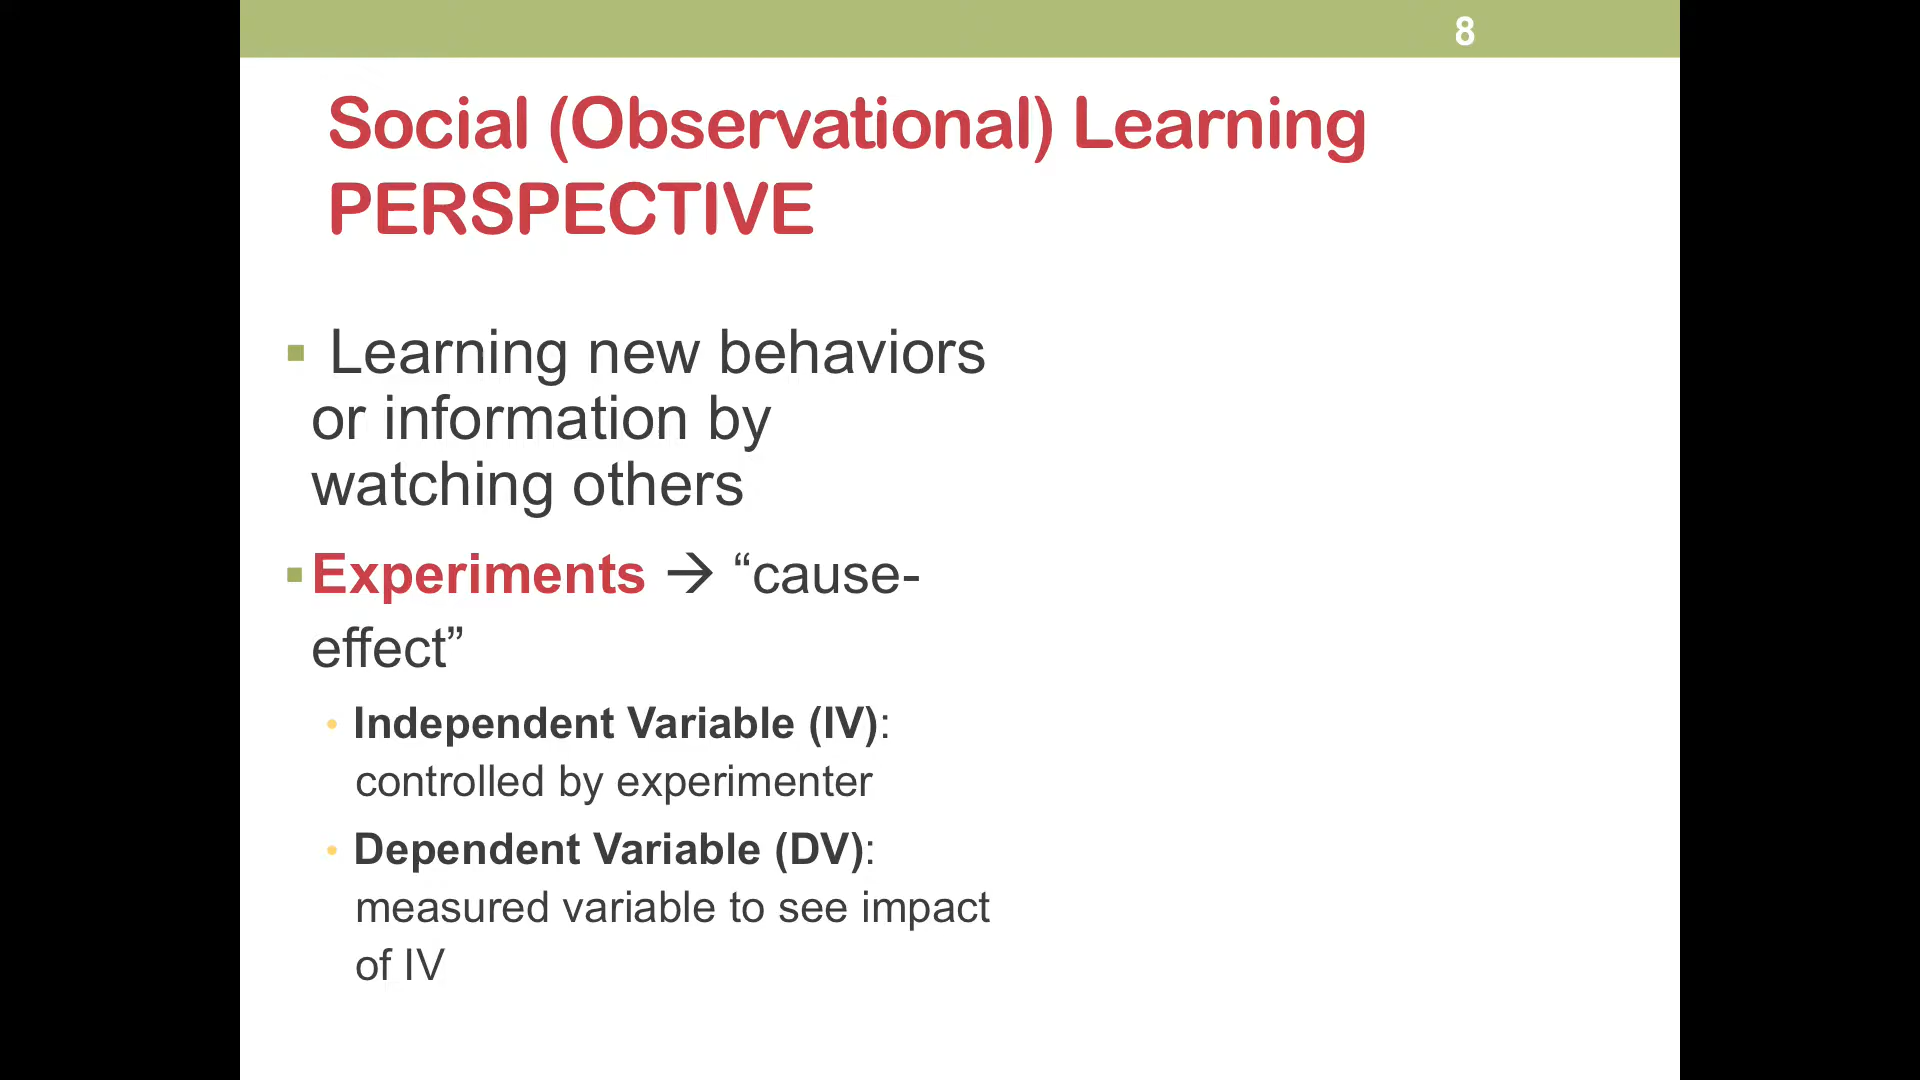 8
Social (Observational) Learning
PERSPECTIVE
▪ Learning new behaviors
or information by
watching others
▪Experiments → “cause-
effect”
• Independent Variable (IV):
controlled by experimenter
• Dependent Variable (DV):
measured variable to see impact
of IV